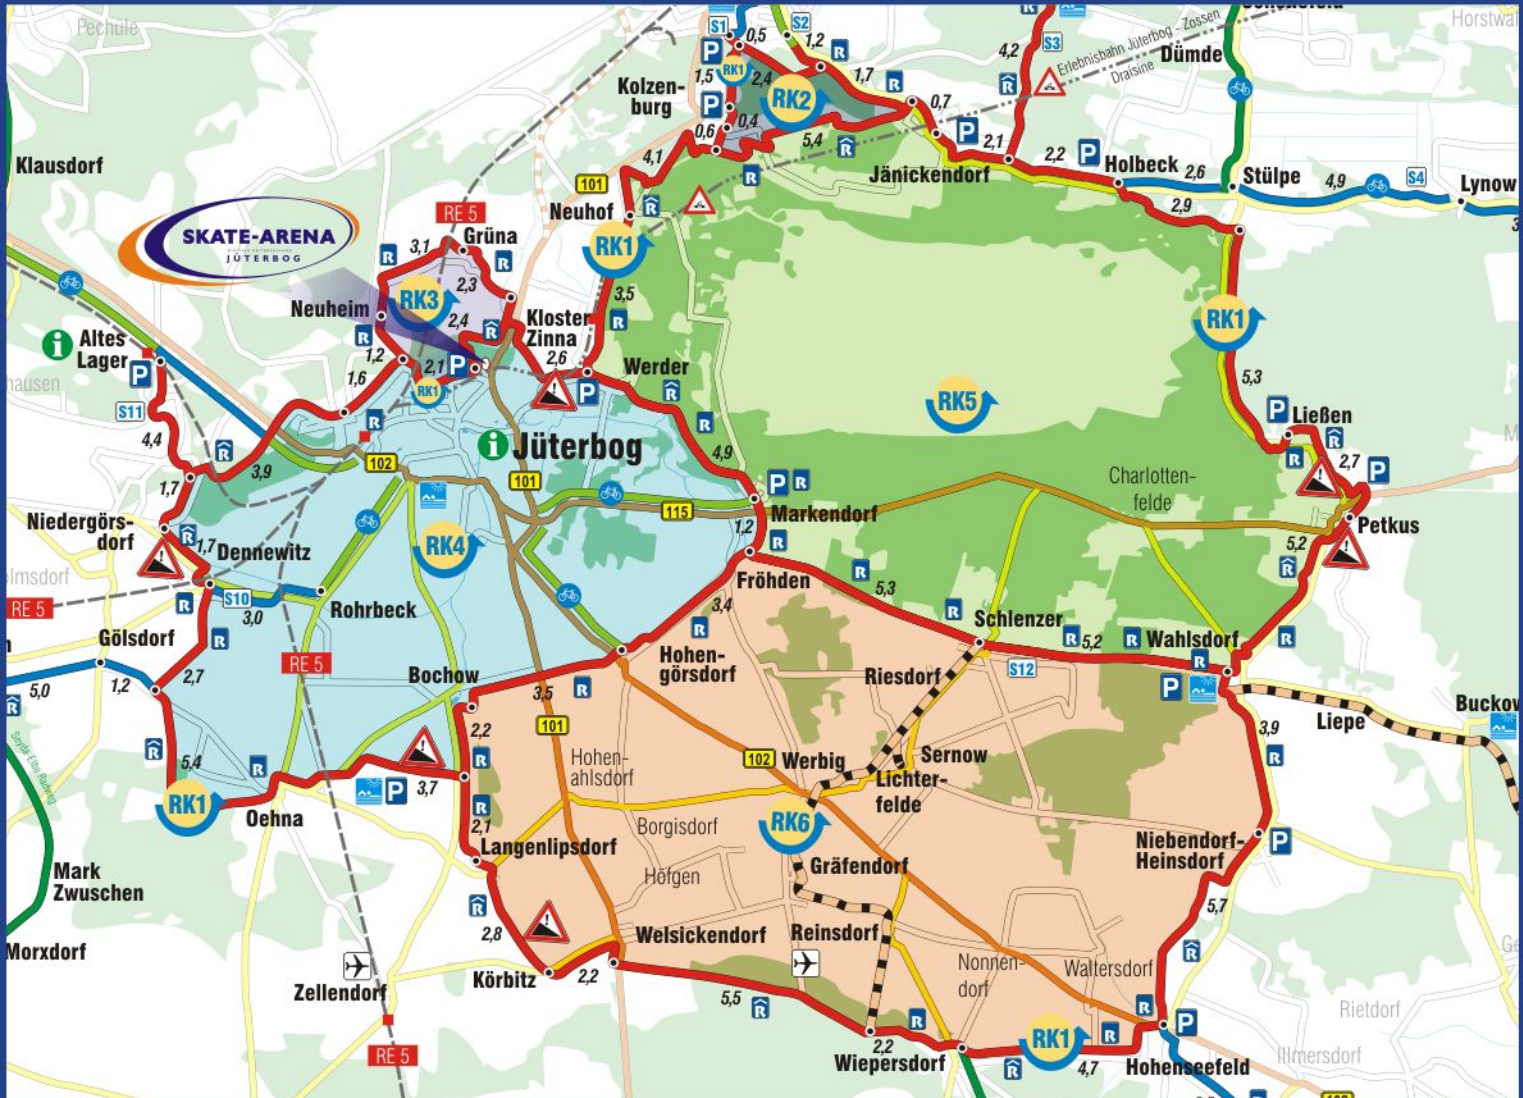 Pechüle
S1
0,5
S2
1,2
R
4,2
S3
Erlebnisbahn Jüterbog - Zossen
Draisine
Dümde
Horstwal
P
1,5
RK1
2,4
RK2
1,7
R
R
R
Kolzen-
burg
P
0,4
0,6
5,4
R
0,7
P
2,1
2,2
P
Holbeck
2,6
Stülpe
4,9
S4
Lynow
Klausdorf
4,1
R
Jänickendorf
2,9
101
Neuhof
R
RE 5
SKATE-ARENA
JÜTERBOG
Grüna
3,1
R
R
2,3
RK1
RK3
Neuheim
2,4
R
Kloster
Zinna
3,5
R
RK1
i
Altes
Lager
P
R
1,2
2,1
P
RK1
2,6
P
Werder
R
5,3
hausen
1,6
S11
4,4
R
R
3,9
i
Jüterbog
R
4,9
RK5
P
Ließen
R
R
2,7
P
102
101
1,7
115
P
R
Markendorf
Charlotten-
felde
Petkus
Niedergörs-
dorf
R
1,7
Dennewitz
RK4
1,2
R
Fröhden
5,2
R
olmsdorf
RE 5
R
S10
3,0
Rohrbeck
3,4
R
5,3
R
R
Schlenzer
R
5,2
R
Wahlsdorf
R
R
Gölsdorf
R
RE 5
Hohen-
görsdorf
S12
P
5,0
1,2
2,7
Bochow
3,5
R
Riesdorf
Liepe
Buckow
R
Seyda-Elbe Radweg
2,2
101
3,9
R
R
5,4
R
R
Hohen-
ahlsdorf
102
Werbig
Sernow
Lichter-
felde
P
3,7
RK1
Oehna
R
2,1
Langenlipsdorf
Borgisdorf
RK6
Niebendorf-
Heinsdorf
P
Mark
Zwuschen
Höfgen
Gräfendorf
R
2,8
5,7
Morxdorf
Welsickendorf
Reinsdorf
R
Zellendorf
Körbitz
2,2
Nonnen-
dorf
Waltersdorf
5,5
R
R
Rietdorf
R
RK1
R
P
RE 5
2,2
Wiepersdorf
R
4,7
Hohenseefeld
Illmersdorf
R